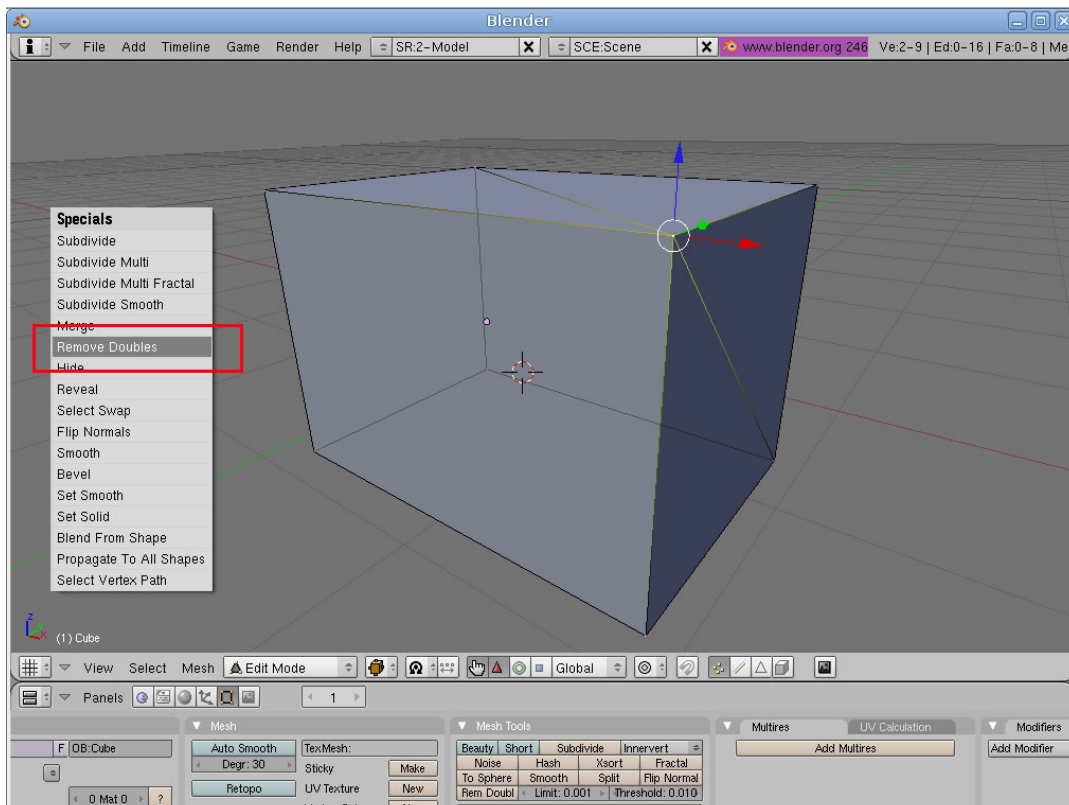 Blender
File Add Timeline Game Render Help SR:2-Model X SCE:Scene X www.blender.org 246 Ve:2-9 | Ed:0-16 | Fa:0-8 | Me
Specials
Subdivide
Subdivide Multi
Subdivide Multi Fractal
Subdivide Smooth
Merge
Remove Doubles
Hide
Reveal
Select Swap
Flip Normals
Smooth
Bevel
Set Smooth
Set Solid
Blend From Shape
Propagate To All Shapes
Select Vertex Path
z
x
(1) Cube
View Select Mesh Edit Mode Global
Panels 1
Mesh Mesh Tools Multires UV Calculation Modifiers
F OB:Cube Auto Smooth TexMesh: Beauty Short Subdivide Innervert Add Multires Add Modifier
Degr: 30 Sticky Make Noise Hash Xsort Fractal
To Sphere Smooth Split Flip Normal
0 Mat 0 ? Retopo UV Texture New Rem Doubl Limit: 0.001 Threshold: 0.010